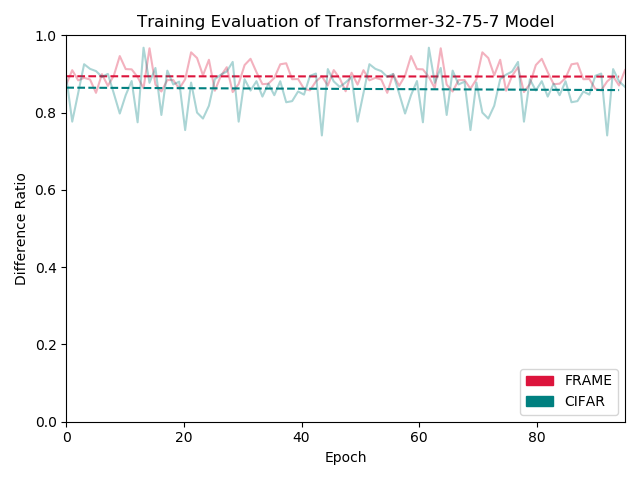 Training Evaluation of Transformer-32-75-7 Model
1.0
0.8
0.6
0.4
0.2
0.0
Difference Ratio
0
20
40
60
80
Epoch
FRAME
CIFAR